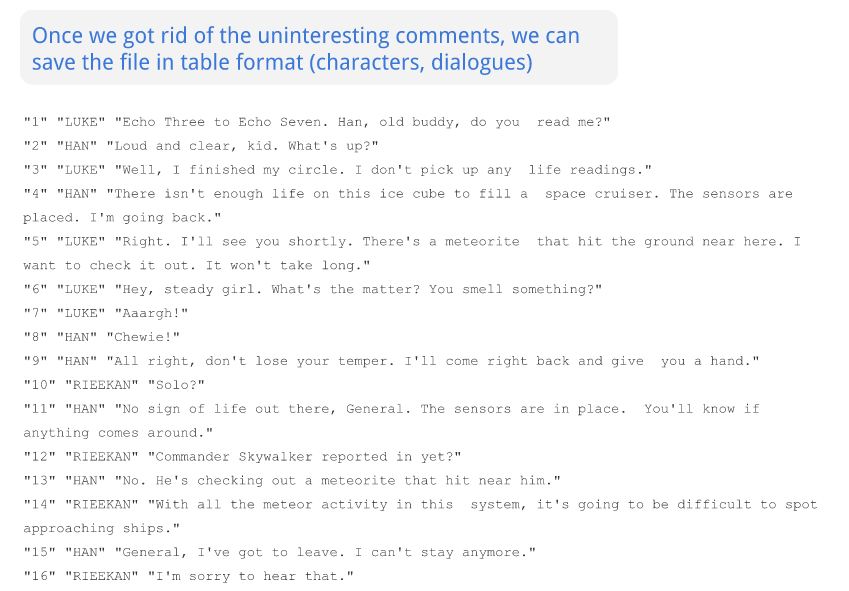 Once we got rid of the uninteresting comments, we can
save the file in table format (characters, dialogues)
"1" "LUKE" "Echo Three to Echo Seven. Han, old buddy, do you  read me?"
"2" "HAN" "Loud and clear, kid. What's up?"
"3" "LUKE" "Well, I finished my circle. I don't pick up any  life readings."
"4" "HAN" "There isn't enough life on this ice cube to fill a  space cruiser. The sensors are
placed. I'm going back."
"5" "LUKE" "Right. I'll see you shortly. There's a meteorite  that hit the ground near here. I
want to check it out. It won't take long."
"6" "LUKE" "Hey, steady girl. What's the matter? You smell something?"
"7" "LUKE" "Aaargh!"
"8" "HAN" "Chewie!"
"9" "HAN" "All right, don't lose your temper. I'll come right back and give  you a hand."
"10" "RIEEKAN" "Solo?"
"11" "HAN" "No sign of life out there, General. The sensors are in place.  You'll know if
anything comes around."
"12" "RIEEKAN" "Commander Skywalker reported in yet?"
"13" "HAN" "No. He's checking out a meteorite that hit near him."
"14" "RIEEKAN" "With all the meteor activity in this  system, it's going to be difficult to spot
approaching ships."
"15" "HAN" "General, I've got to leave. I can't stay anymore."
"16" "RIEEKAN" "I'm sorry to hear that."